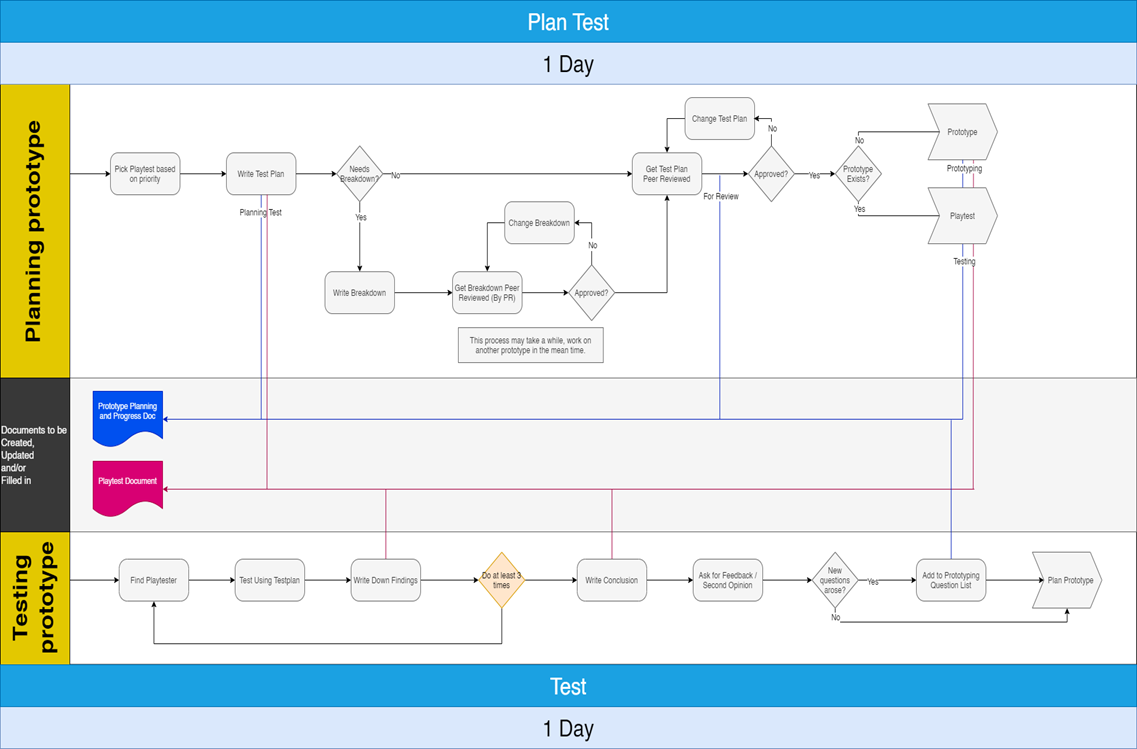 Plan Test
1 Day
Planning prototype
Pick Playtest based
on priority
Write Test Plan
Planning Test
Needs
Breakdown?
No
Yes
Write Breakdown
Get Breakdown Peer
Reviewed (By PR)
Change Breakdown
No
Approved?
This process may take a while, work on
another prototype in the mean time.
Change Test Plan
Get Test Plan
Peer Reviewed
For Review
No
Approved?
Yes
No
Prototype
Exists?
Yes
Prototype
Prototyping
Playtest
Testing
Documents to be
Created,
Updated
and/or
Filled in
Prototype Planning
and Progress Doc
Playtest Document
Testing
prototype
Find Playtester
Test Using Testplan
Write Down Findings
Do at least 3
times
Write Conclusion
Ask for Feedback /
Second Opinion
New
questions
arose?
Yes
No
Add to Prototyping
Question List
Plan Prototype
Test
1 Day